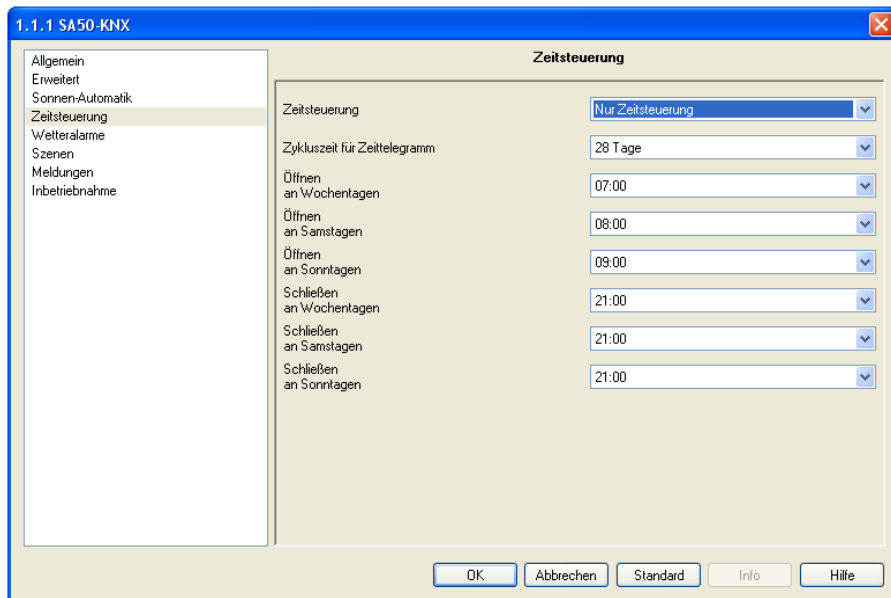 1.1.1 SA50-KNX
Allgemein
Erweitert
Sonnen-Automatik
Zeitsteuerung
Wetteralarme
Szenen
Meldungen
Inbetriebnahme
Zeitsteuerung
Zeitsteuerung
Nur Zeitsteuerung
Zykluszeit für Zeittelegramm
28 Tage
Öffnen
an Wochentagen
07:00
Öffnen
an Samstagen
08:00
Öffnen
an Sonntagen
09:00
Schließen
an Wochentagen
21:00
Schließen
an Samstagen
21:00
Schließen
an Sonntagen
21:00
OK
Abbrechen
Standard
Info
Hilfe